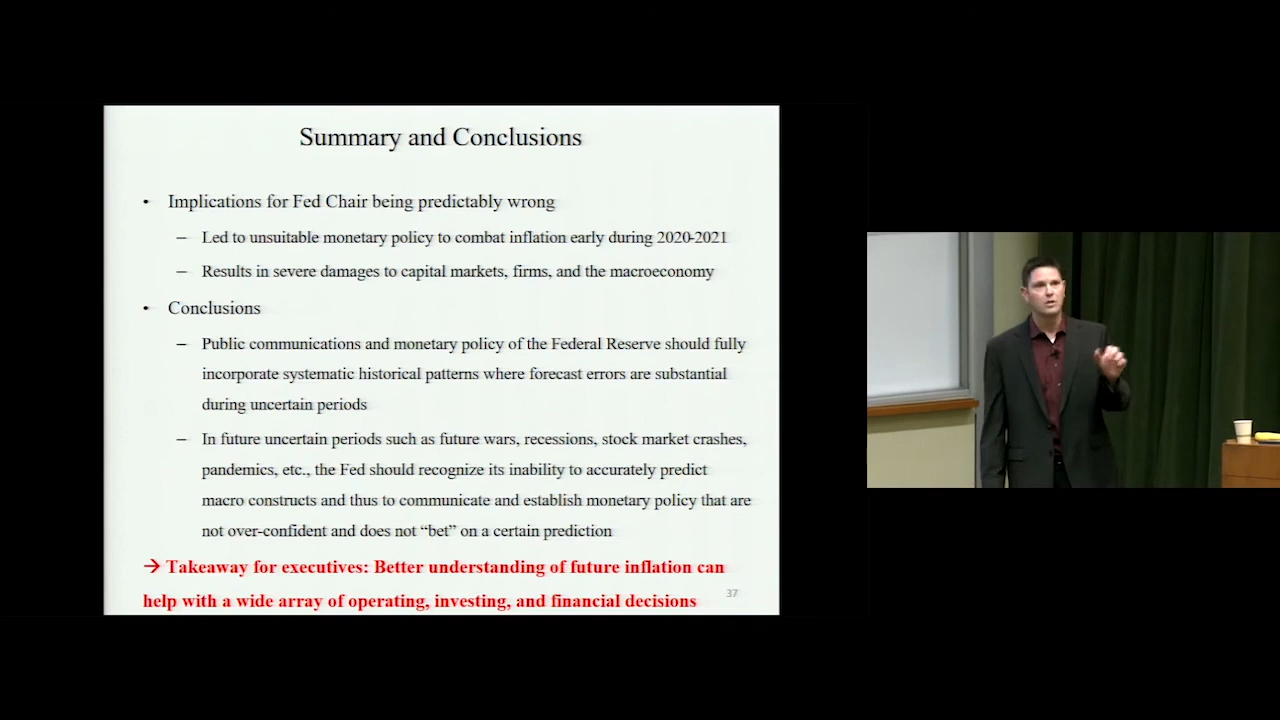 Summary and Conclusions
• Implications for Fed Chair being predictably wrong
– Led to unsuitable monetary policy to combat inflation early during 2020-2021
– Results in severe damages to capital markets, firms, and the macroeconomy
• Conclusions
– Public communications and monetary policy of the Federal Reserve should fully
incorporate systematic historical patterns where forecast errors are substantial
during uncertain periods
– In future uncertain periods such as future wars, recessions, stock market crashes,
pandemics, etc., the Fed should recognize its inability to accurately predict
macro constructs and thus to communicate and establish monetary policy that are
not over-confident and does not “bet” on a certain prediction
→ Takeaway for executives: Better understanding of future inflation can
help with a wide array of operating, investing, and financial decisions
37